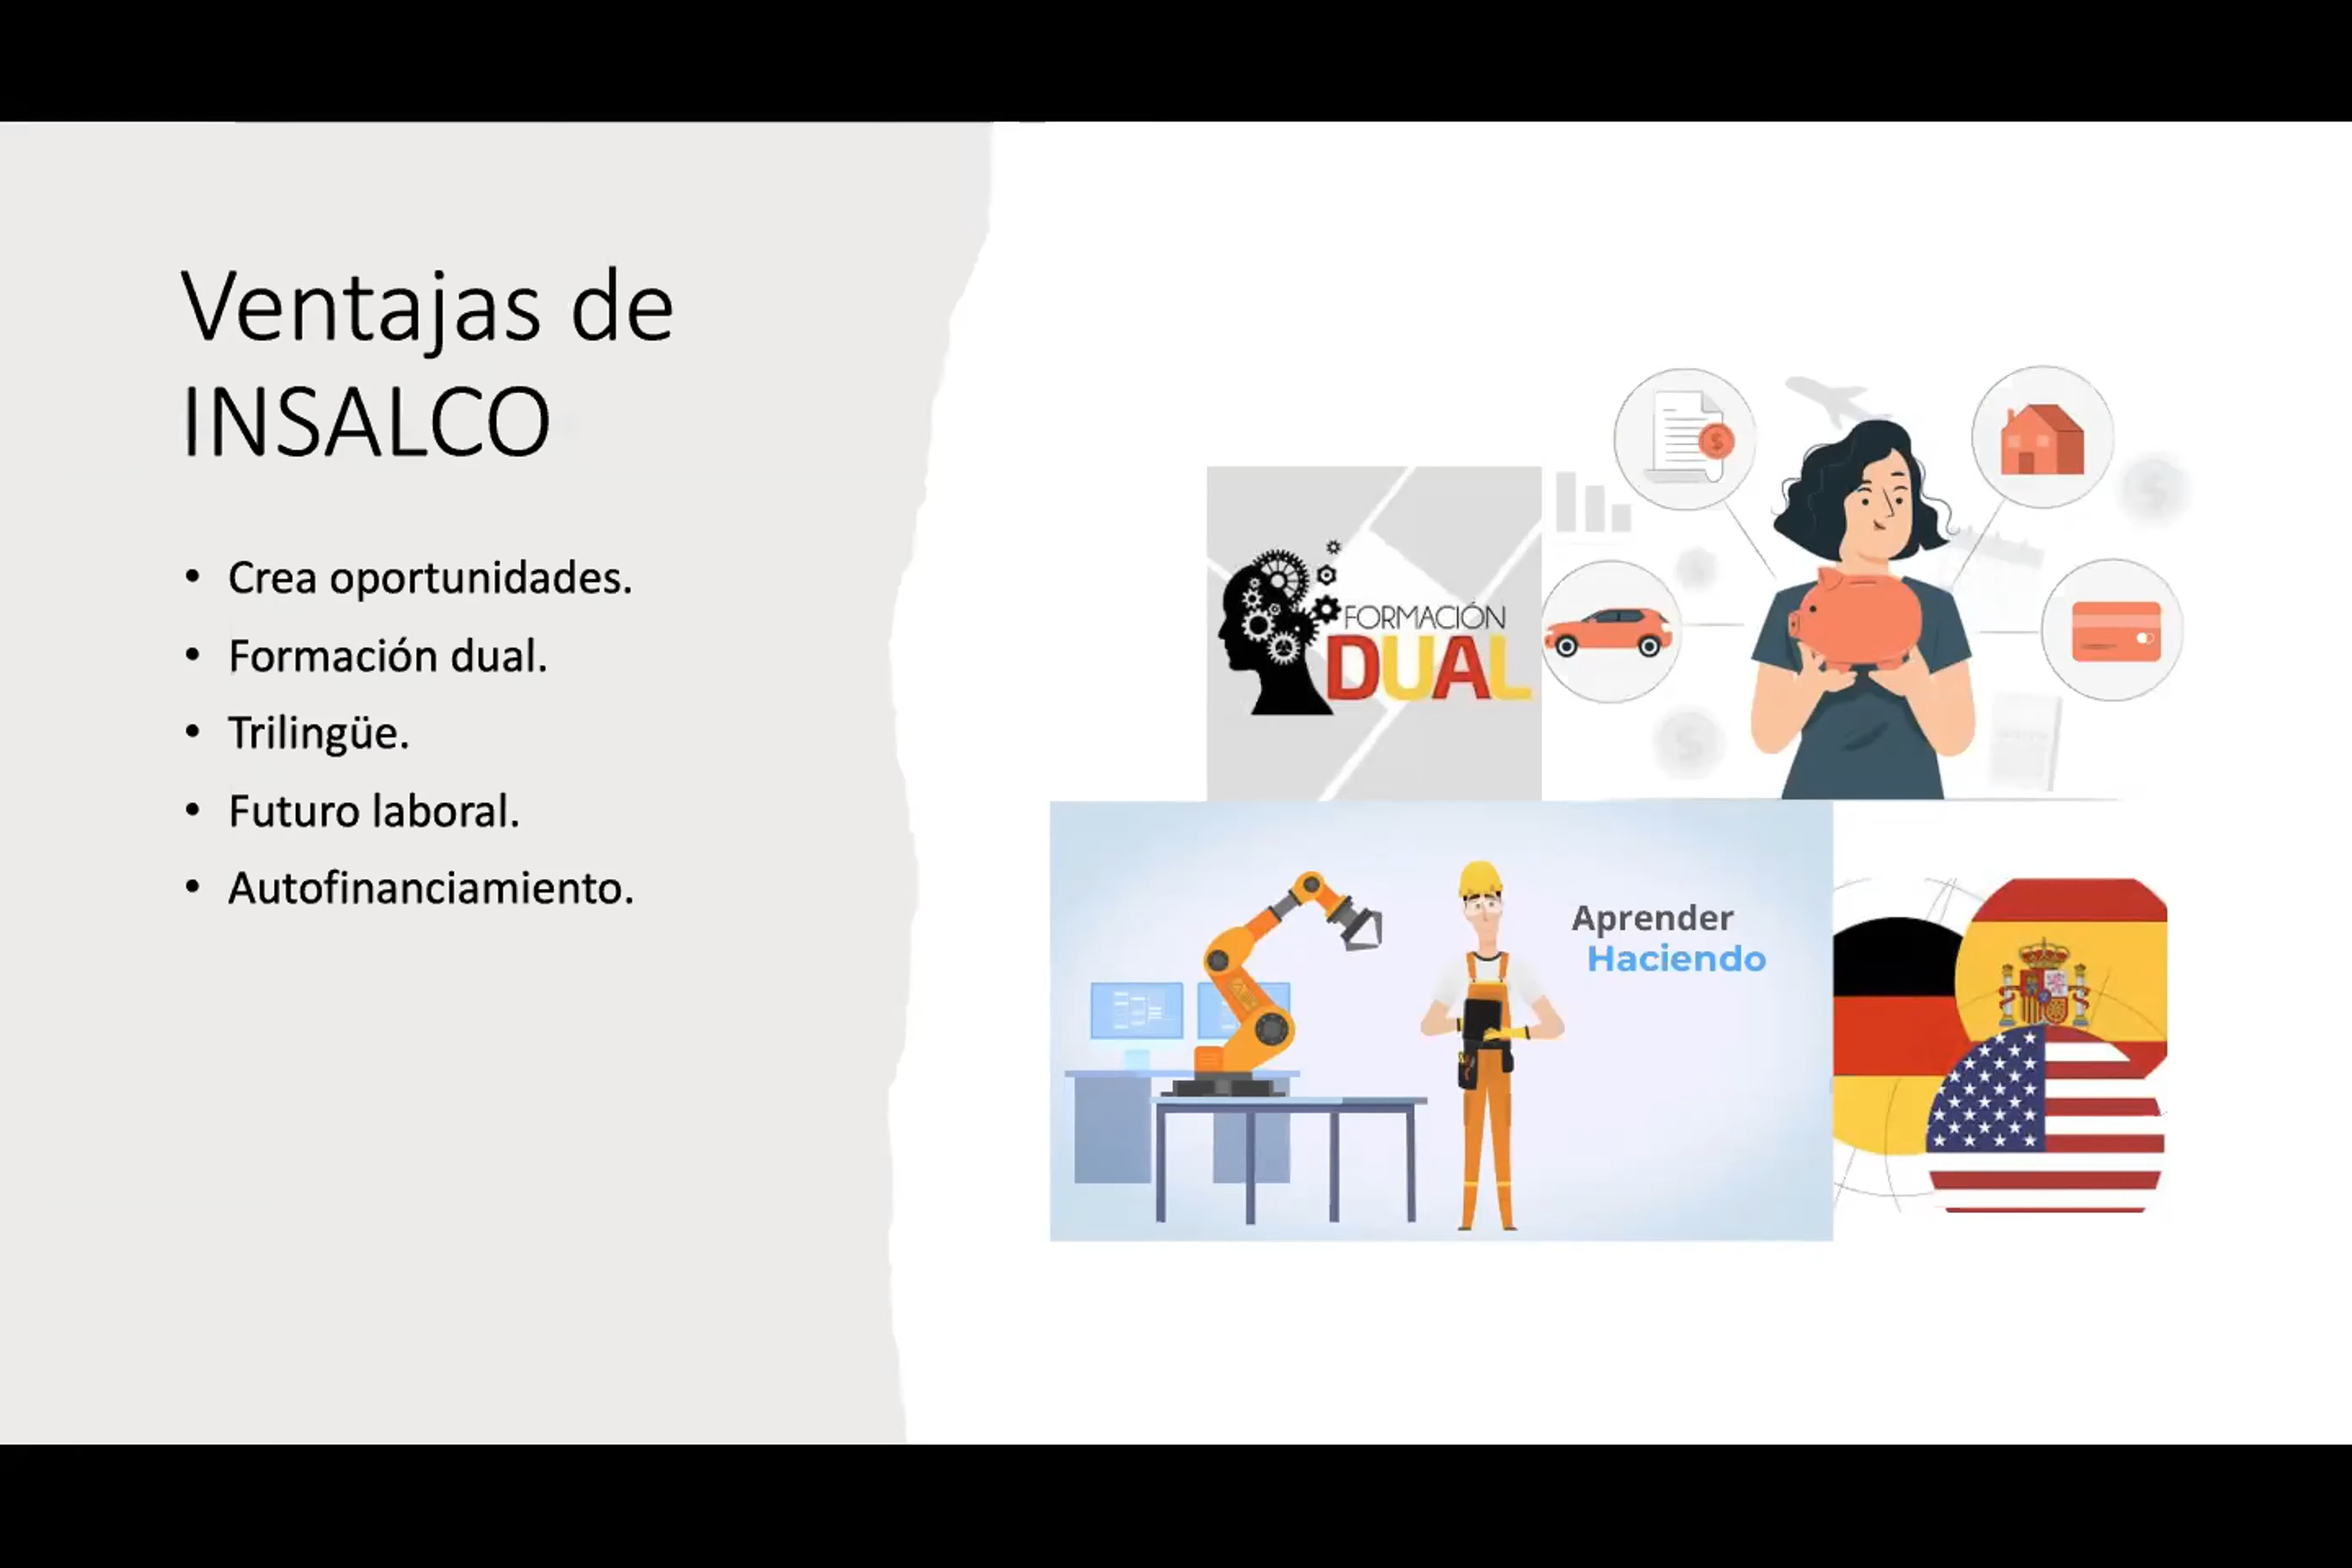 Ventajas de
INSALCO
• Crea oportunidades.
• Formación dual.
• Trilingüe.
• Futuro laboral.
• Autofinanciamiento.
FORMACIÓN
DUAL
$
$
$
$
Aprender
Haciendo